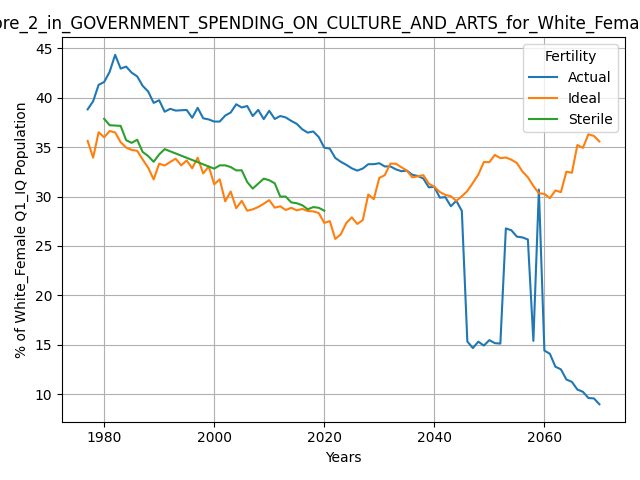 ore_2_in_GOVERNMENT_SPENDING_ON_CULTURE_AND_ARTS_for_White_Fema
Fertility
Actual
Ideal
Sterile
% of White_Female Q1_IQ Population
45
40
35
30
25
20
15
10
1980
2000
2020
2040
2060
Years